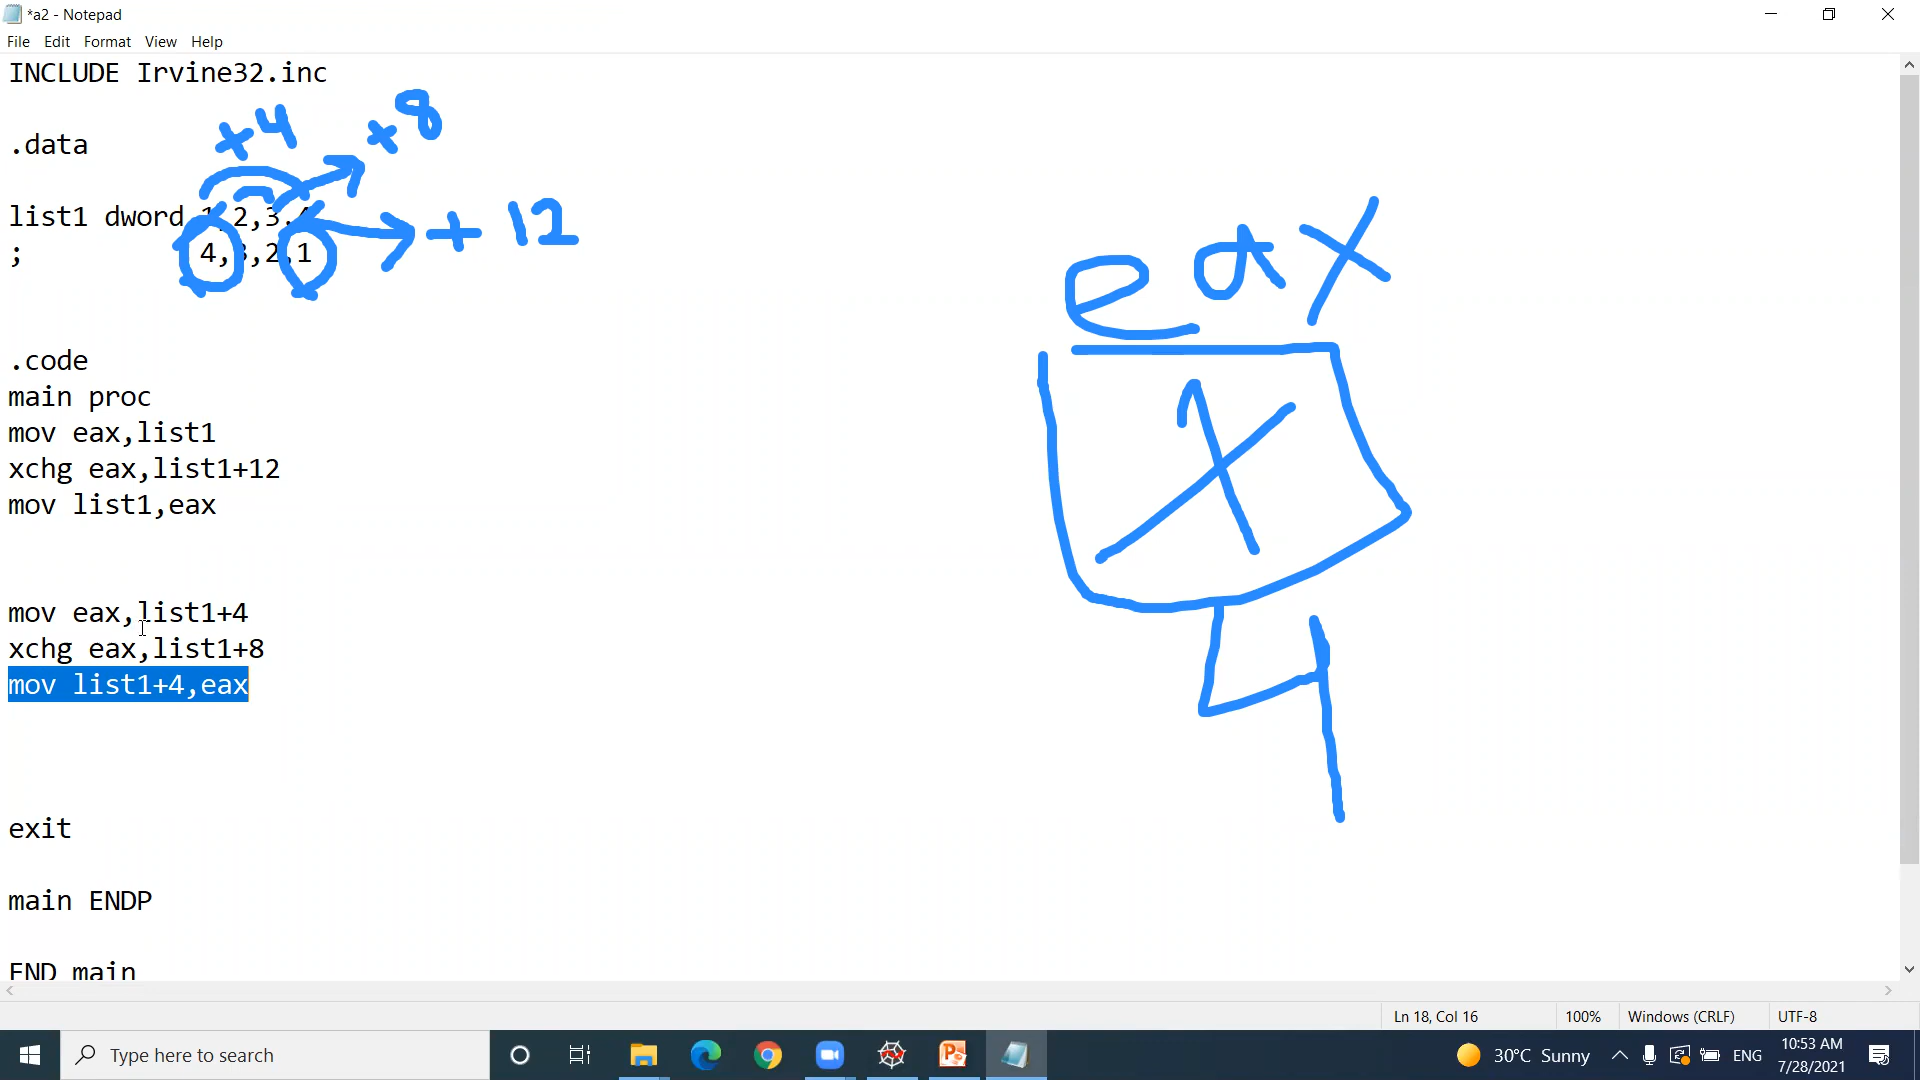 *a2 - Notepad
File Edit Format View Help
INCLUDE Irvine32.inc
+4 +8
.data
list1 dword 1,2,3,4
+ 12
; 4,3,2,1
eax
.code
main proc
mov eax,list1
xchg eax,list1+12
mov list1,eax
1
mov eax,list1+4
xchg eax,list1+8
mov list1+4,eax
4
exit
main ENDP
END main
Ln 18, Col 16 100% Windows (CRLF) UTF-8
Type here to search
30°C Sunny ENG
10:53 AM
7/28/2021